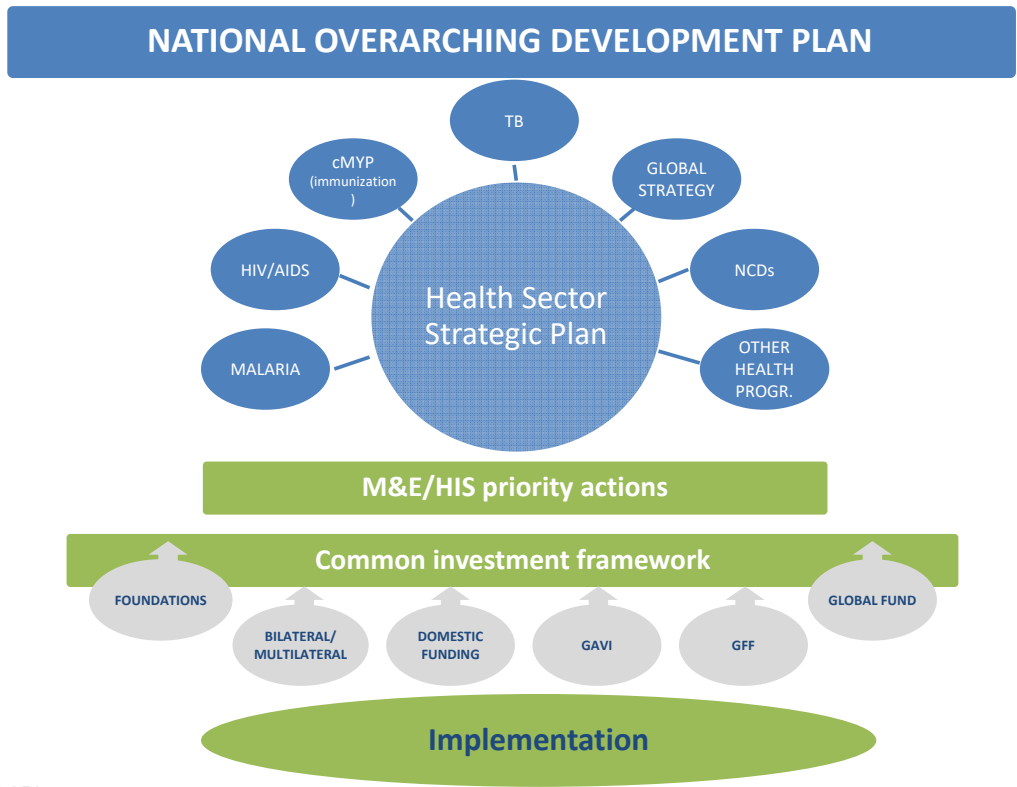 NATIONAL OVERARCHING DEVELOPMENT PLAN
TB
cMYP
(immunization
)
GLOBAL
STRATEGY
HIV/AIDS
NCDs
Health Sector
Strategic Plan
MALARIA
OTHER
HEALTH
PROGR.
M&E/HIS priority actions
Common investment framework
FOUNDATIONS
BILATERAL/
MULTILATERAL
DOMESTIC
FUNDING
GAVI
GFF
GLOBAL FUND
Implementation